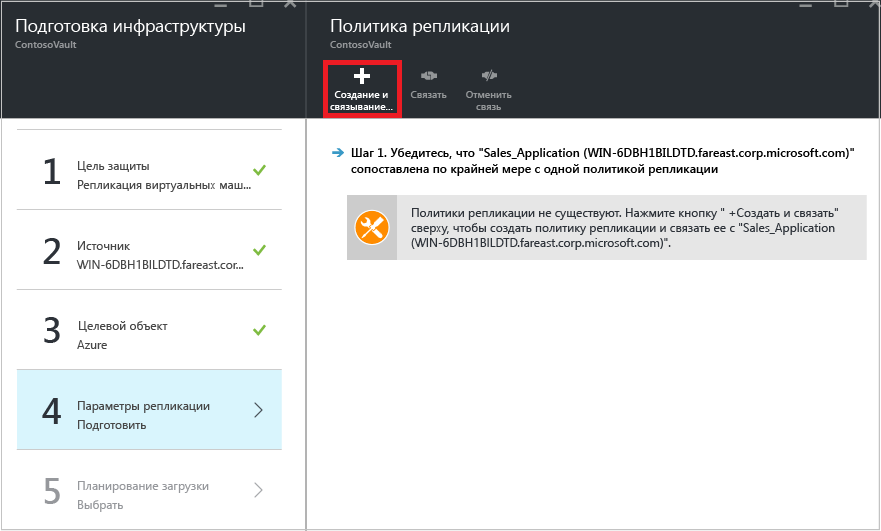 Подготовка инфраструктуры
ContosoVault
1
Цель защиты
Репликация виртуальных маш...
2
Источник
WIN-6DBH1BILDTD.fareast.cor...
3
Целевой объект
Azure
4
Параметры репликации
Подготовить
5
Планирование загрузки
Выбрать
Политика репликации
ContosoVault
Создание и
связывание...
Связать
Отменить
связь
Шаг 1. Убедитесь, что "Sales_Application (WIN-6DBH1BILDTD.fareast.corp.microsoft.com)"
сопоставлена по крайней мере с одной политикой репликации
Политики репликации не существуют. Нажмите кнопку " +Создать и связать"
сверху, чтобы создать политику репликации и связать ее с "Sales_Application
(WIN-6DBH1BILDTD.fareast.corp.microsoft.com)".